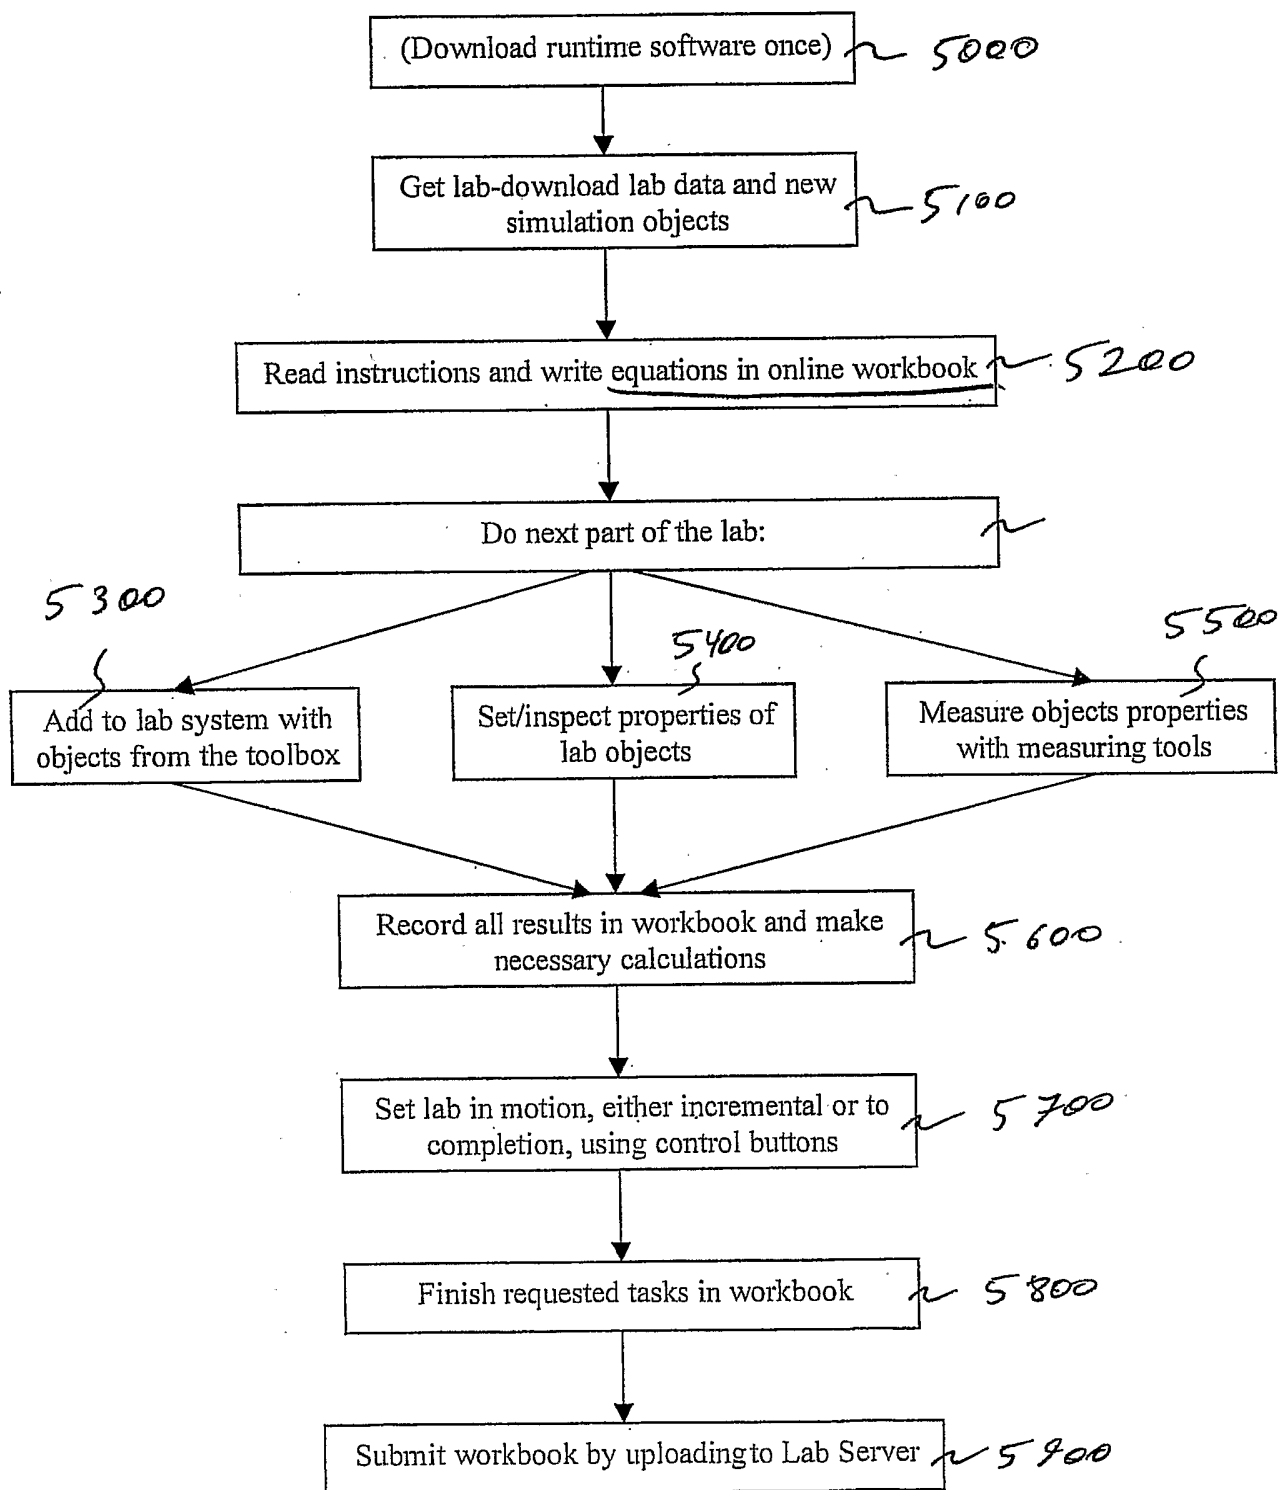 (Download runtime software once) 5000
Get lab-download lab data and new
simulation objects
5100
Read instructions and write equations in online workbook 5200
Do next part of the lab:
5300
5400
5500
Add to lab system with
objects from the toolbox
Set/inspect properties of
lab objects
Measure objects properties
with measuring tools
Record all results in workbook and make
necessary calculations
5600
Set lab in motion, either incremental or to
completion, using control buttons
5700
Finish requested tasks in workbook 5800
Submit workbook by uploadingto Lab Server 5900